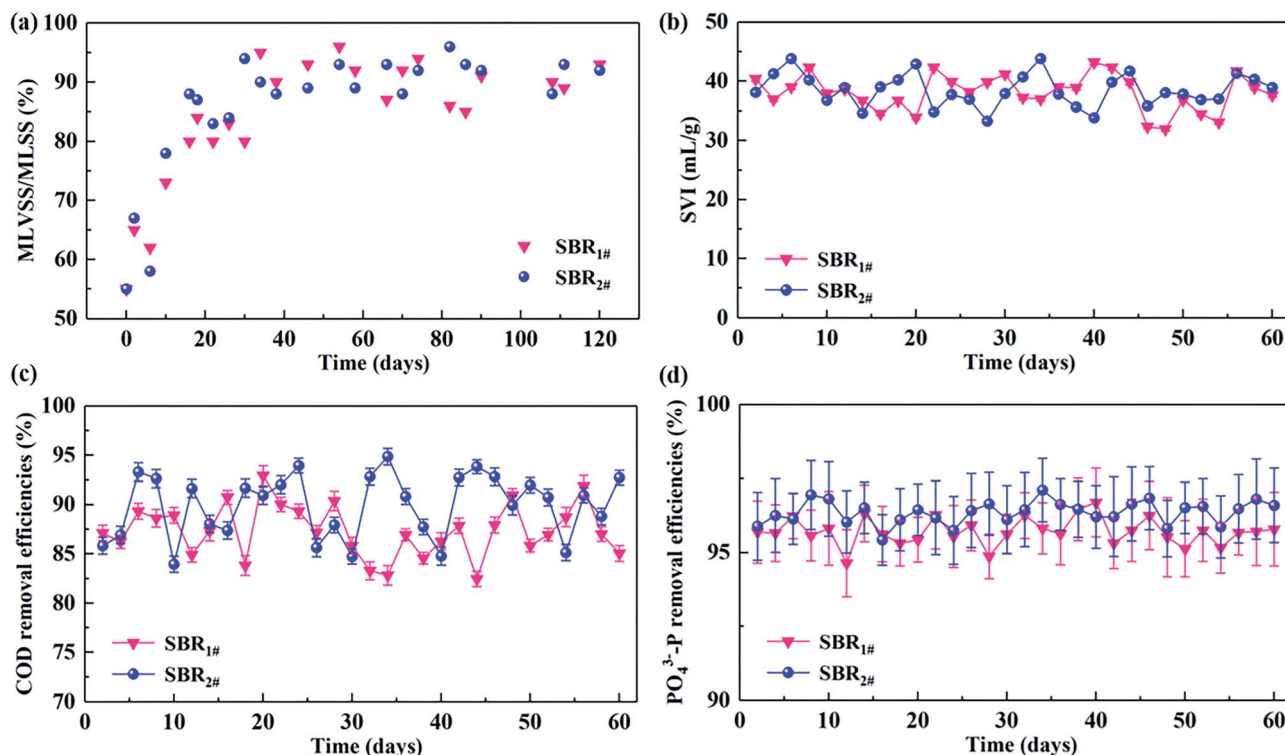 (a)
100
90
80
70
60
50
MLVSS/MLSS (%)
SBR1#
SBR2#
0 20 40 60 80 100 120
Time (days)
(b)
50
40
30
20
10
0
SVI (mL/g)
SBR1#
SBR2#
0 10 20 30 40 50 60
Time (days)
(c)
100
95
90
85
80
75
70
COD removal efficiencies (%)
SBR1#
SBR2#
0 10 20 30 40 50 60
Time (days)
(d)
100
95
90
PO4³⁻-P removal efficiencies (%)
SBR1#
SBR2#
0 10 20 30 40 50 60
Time (days)